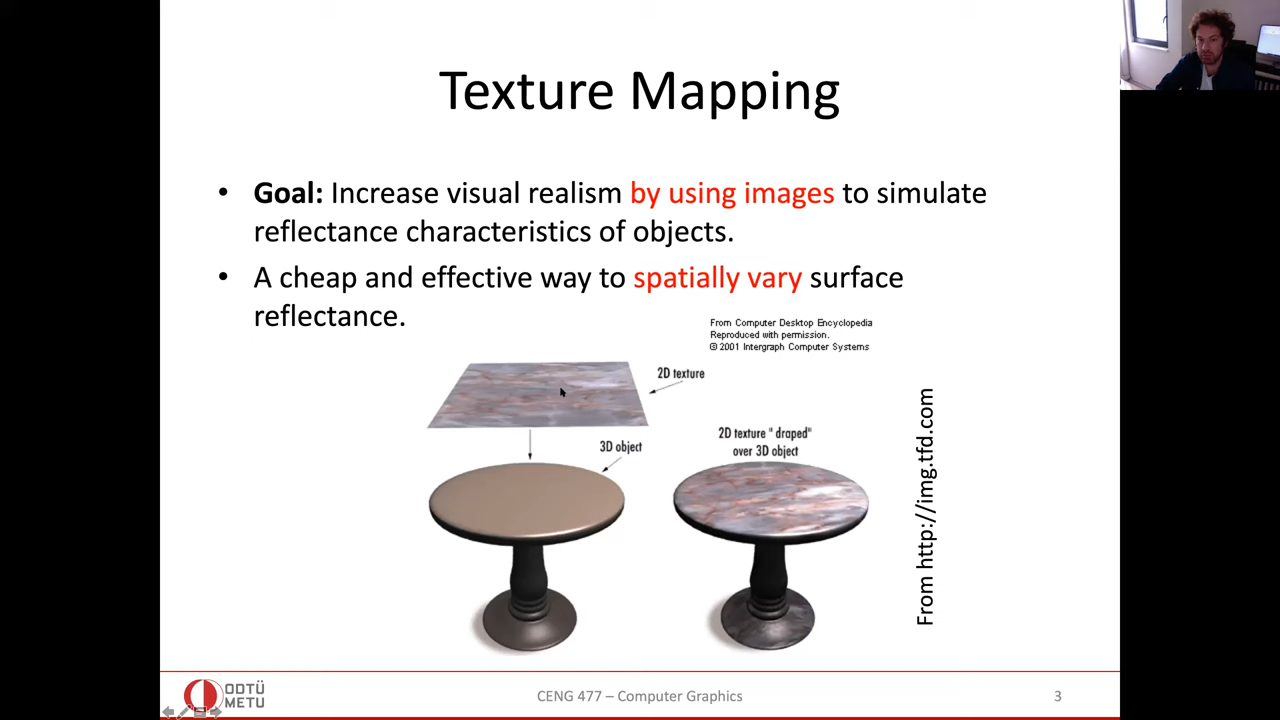 Texture Mapping
• Goal: Increase visual realism by using images to simulate
reflectance characteristics of objects.
• A cheap and effective way to spatially vary surface
reflectance.
From Computer Desktop Encyclopedia
Reproduced with permission.
© 2001 Intergraph Computer Systems
2D texture
3D object
2D texture " draped"
over 3D object
From http://img.tfd.com
ODTÜ
METU
CENG 477 – Computer Graphics
3